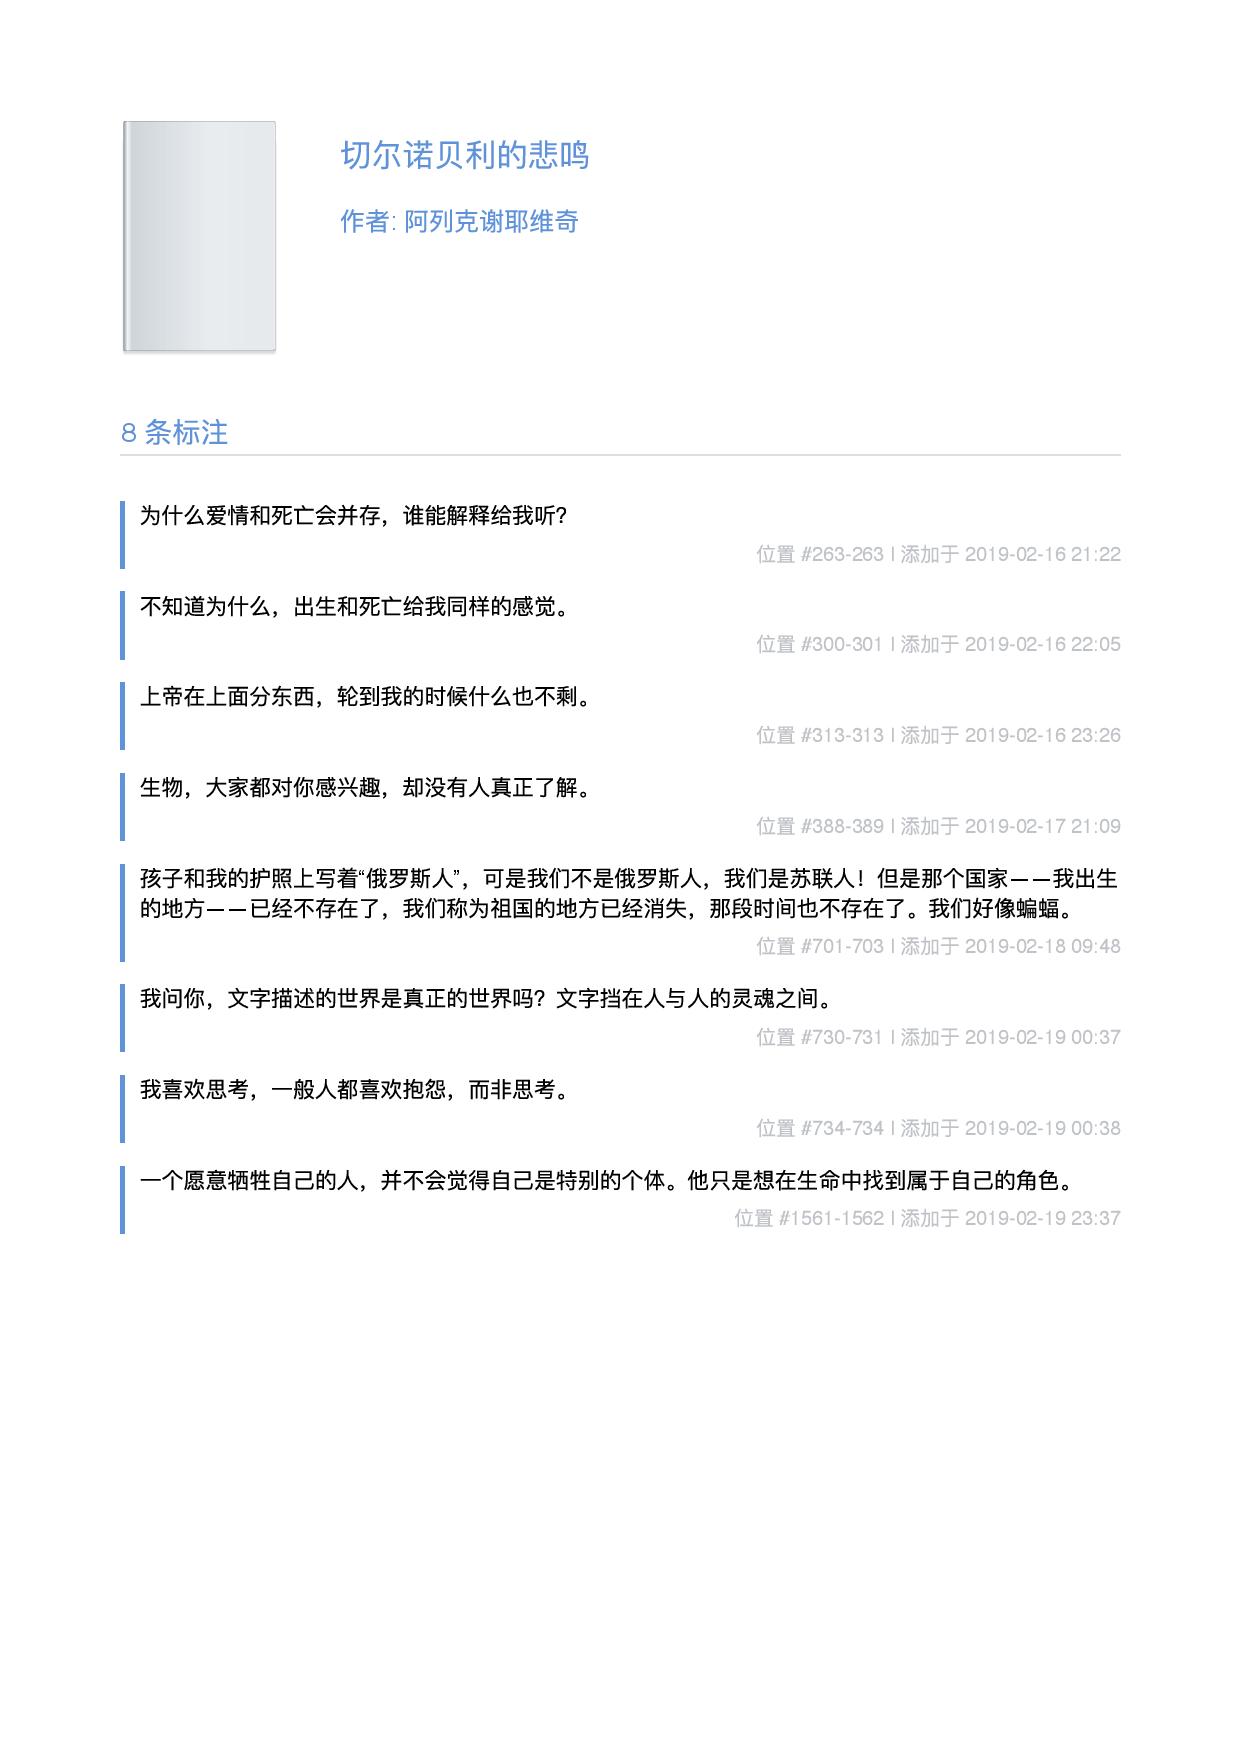 切尔诺贝利的悲鸣
作者: 阿列克谢耶维奇
8 条标注
为什么爱情和死亡会并存，谁能解释给我听？
位置 #263-263 | 添加于 2019-02-16 21:22
不知道为什么，出生和死亡给我同样的感觉。
位置 #300-301 | 添加于 2019-02-16 22:05
上帝在上面分东西，轮到我的时候什么也不剩。
位置 #313-313 | 添加于 2019-02-16 23:26
生物，大家都对你感兴趣，却没有人真正了解。
位置 #388-389 | 添加于 2019-02-17 21:09
孩子和我的护照上写着“俄罗斯人”，可是我们不是俄罗斯人，我们是苏联人！但是那个国家——我出生
的地方——已经不存在了，我们称为祖国的地方已经消失，那段时间也不存在了。我们好像蝙蝠。
位置 #701-703 | 添加于 2019-02-18 09:48
我问你，文字描述的世界是真正的世界吗？文字挡在人与人的灵魂之间。
位置 #730-731 | 添加于 2019-02-19 00:37
我喜欢思考，一般人都喜欢抱怨，而非思考。
位置 #734-734 | 添加于 2019-02-19 00:38
一个愿意牺牲自己的人，并不会觉得自己是特别的个体。他只是想在生命中找到属于自己的角色。
位置 #1561-1562 | 添加于 2019-02-19 23:37